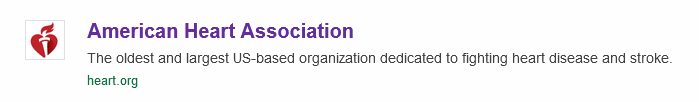 American Heart Association
The oldest and largest US-based organization dedicated to fighting heart disease and stroke.
heart.org